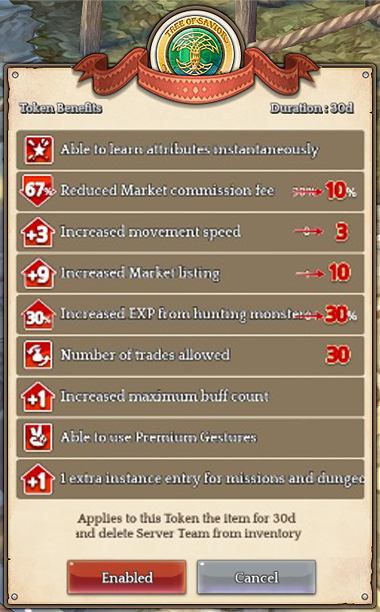 TREE OF SAVIOR
Token Benefits Duration : 30d
Able to learn attributes instantaneously
67% Reduced Market commission fee 10%
+3 Increased movement speed 3
+9 Increased Market listing 10
30% Increased EXP from hunting monsters 30%
Number of trades allowed 30
+1 Increased maximum buff count
Able to use Premium Gestures
+1 1 extra instance entry for missions and dungeo
Applies to this Token the item for 30d
and delete Server Team from inventory
Enabled Cancel